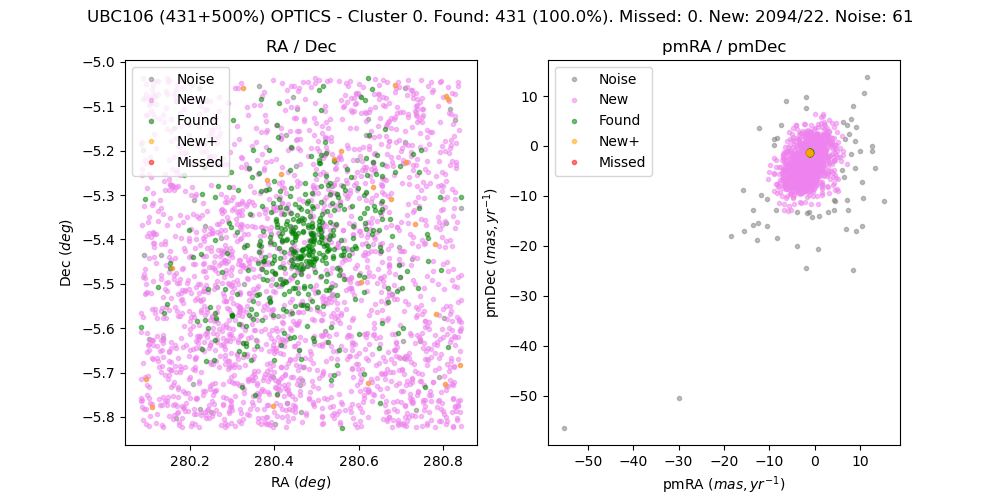 UBC106 (431+500%) OPTICS - Cluster 0. Found: 431 (100.0%). Missed: 0. New: 2094/22. Noise: 61
RA / Dec
−5.0
−5.1
−5.2
−5.3
−5.4
−5.5
−5.6
−5.7
−5.8
Dec (deg)
Noise
New
Found
New+
Missed
280.2 280.4 280.6 280.8
RA (deg)
pmRA / pmDec
10
0
−10
−20
−30
−40
−50
pmDec (mas, yr⁻¹)
Noise
New
Found
New+
Missed
−50 −40 −30 −20 −10 0 10
pmRA (mas, yr⁻¹)